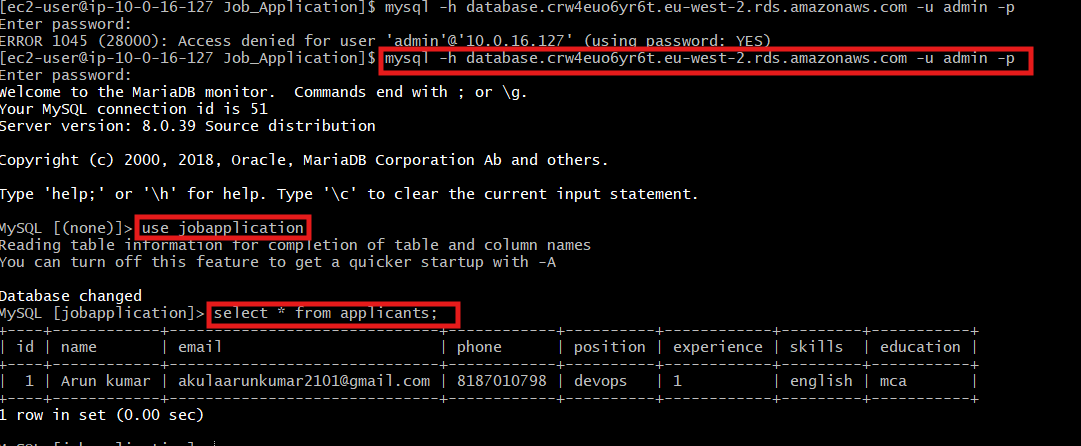 [ec2-user@ip-10-0-16-127 Job_Application]$ mysql -h database.crw4euo6yr6t.eu-west-2.rds.amazonaws.com -u admin -p
Enter password:
ERROR 1045 (28000): Access denied for user 'admin'@'10.0.16.127' (using password: YES)
[ec2-user@ip-10-0-16-127 Job_Application]$ mysql -h database.crw4euo6yr6t.eu-west-2.rds.amazonaws.com -u admin -p
Enter password:
Welcome to the MariaDB monitor.  Commands end with ; or \g.
Your MySQL connection id is 51
Server version: 8.0.39 Source distribution
Copyright (c) 2000, 2018, Oracle, MariaDB Corporation Ab and others.
Type 'help;' or '\h' for help. Type '\c' to clear the current input statement.
MySQL [(none)]> use jobapplication
Reading table information for completion of table and column names
You can turn off this feature to get a quicker startup with -A
Database changed
MySQL [jobapplication]> select * from applicants;
+----+------------+----------------------------+------------+----------+------------+---------+-----------+
| id | name       | email                      | phone      | position | experience | skills  | education |
+----+------------+----------------------------+------------+----------+------------+---------+-----------+
|  1 | Arun kumar | akulaarunkumar2101@gmail.com | 8187010798 | devops   | 1          | english | mca       |
+----+------------+----------------------------+------------+----------+------------+---------+-----------+
1 row in set (0.00 sec)